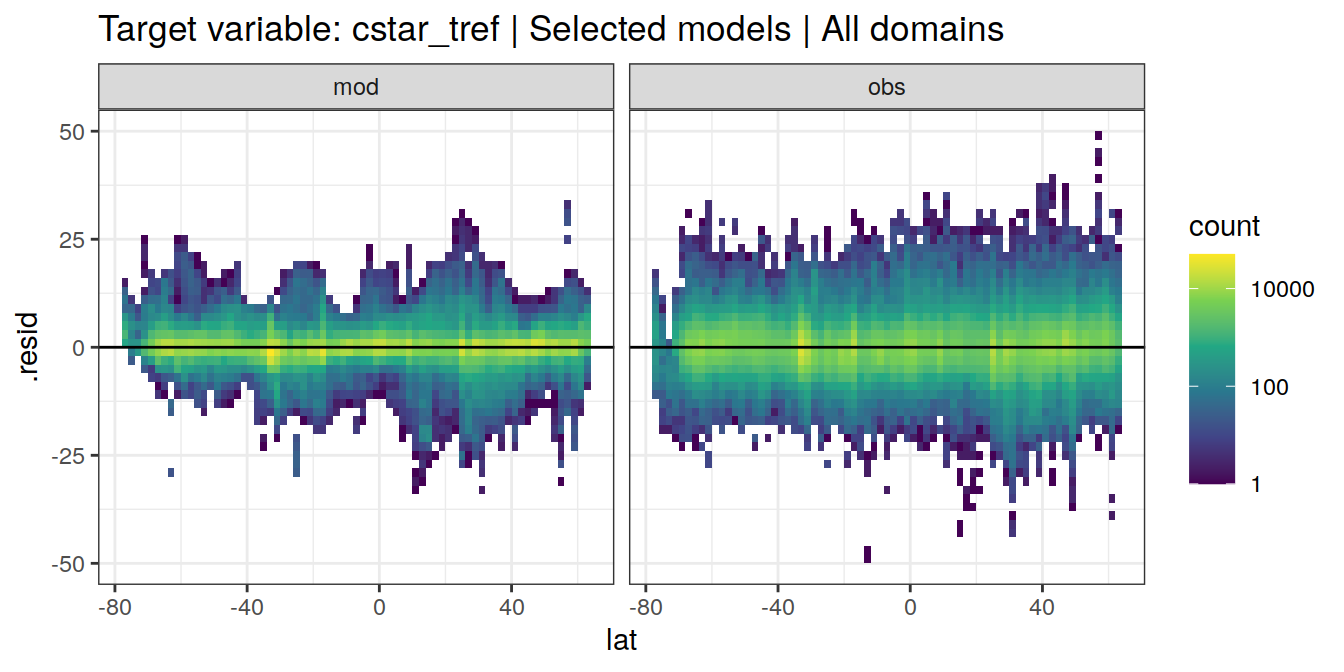 Target variable: cstar_tref | Selected models | All domains
mod
obs
50
25
0
-25
-50
.resid
-80
-40
0
40
-80
-40
0
40
lat
count
10000
100
1